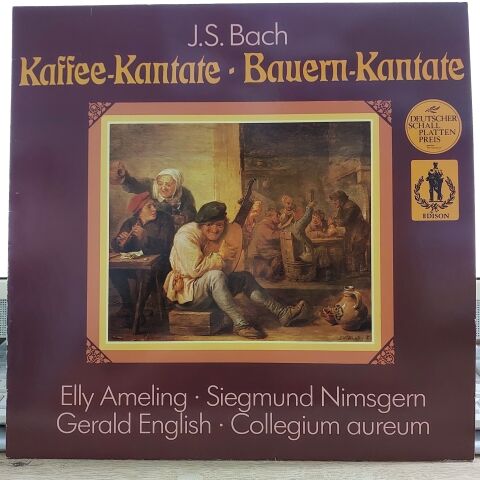 J.S. Bach
Kaffee-Kantate · Bauern-Kantate
DEUTSCHER
SCHALL
PLATTEN
PREIS
EDISON
Elly Ameling · Siegmund Nimsgern
Gerald English · Collegium aureum